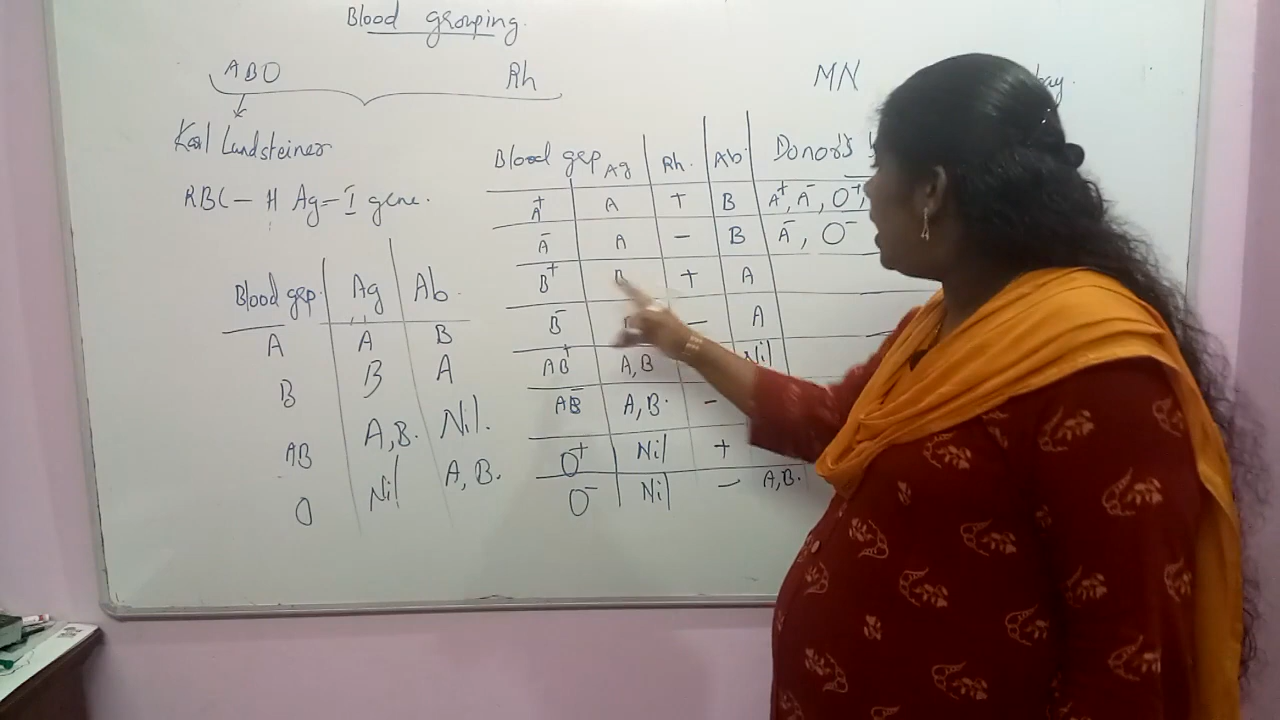 Blood grouping.
ABO Rh MN
Karl Landsteiner
RBC – H Ag – I gene.
Blood grp. Ag Ab.
A A B
B B A
AB A,B. Nil.
O Nil A,B.
Blood grp Ag Rh. Ab. Donor's
A+ A + B A+, A-, O+,
A- A - B A-, O-
B+ B + A
B- - A
AB+ A,B Nil
AB- A,B. -
O+ Nil +
O- Nil - A,B.